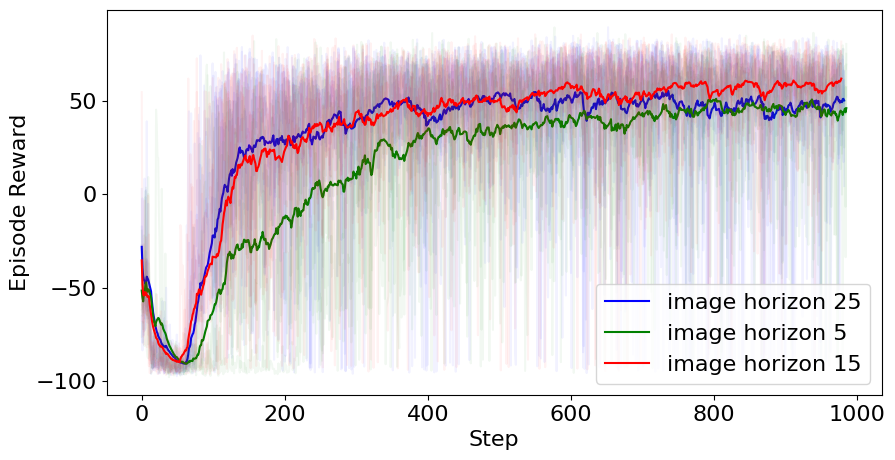 Episode Reward
50
0
−50
−100
0 200 400 600 800 1000
Step
image horizon 25
image horizon 5
image horizon 15